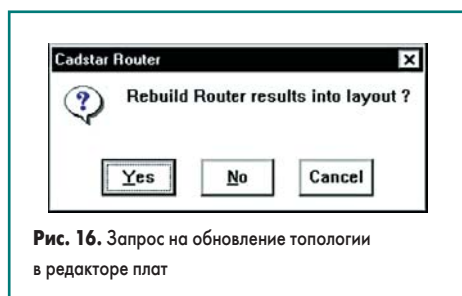 Cadstar Router
Rebuild Router results into layout ?
Yes No Cancel
Рис. 16. Запрос на обновление топологии
в редакторе плат